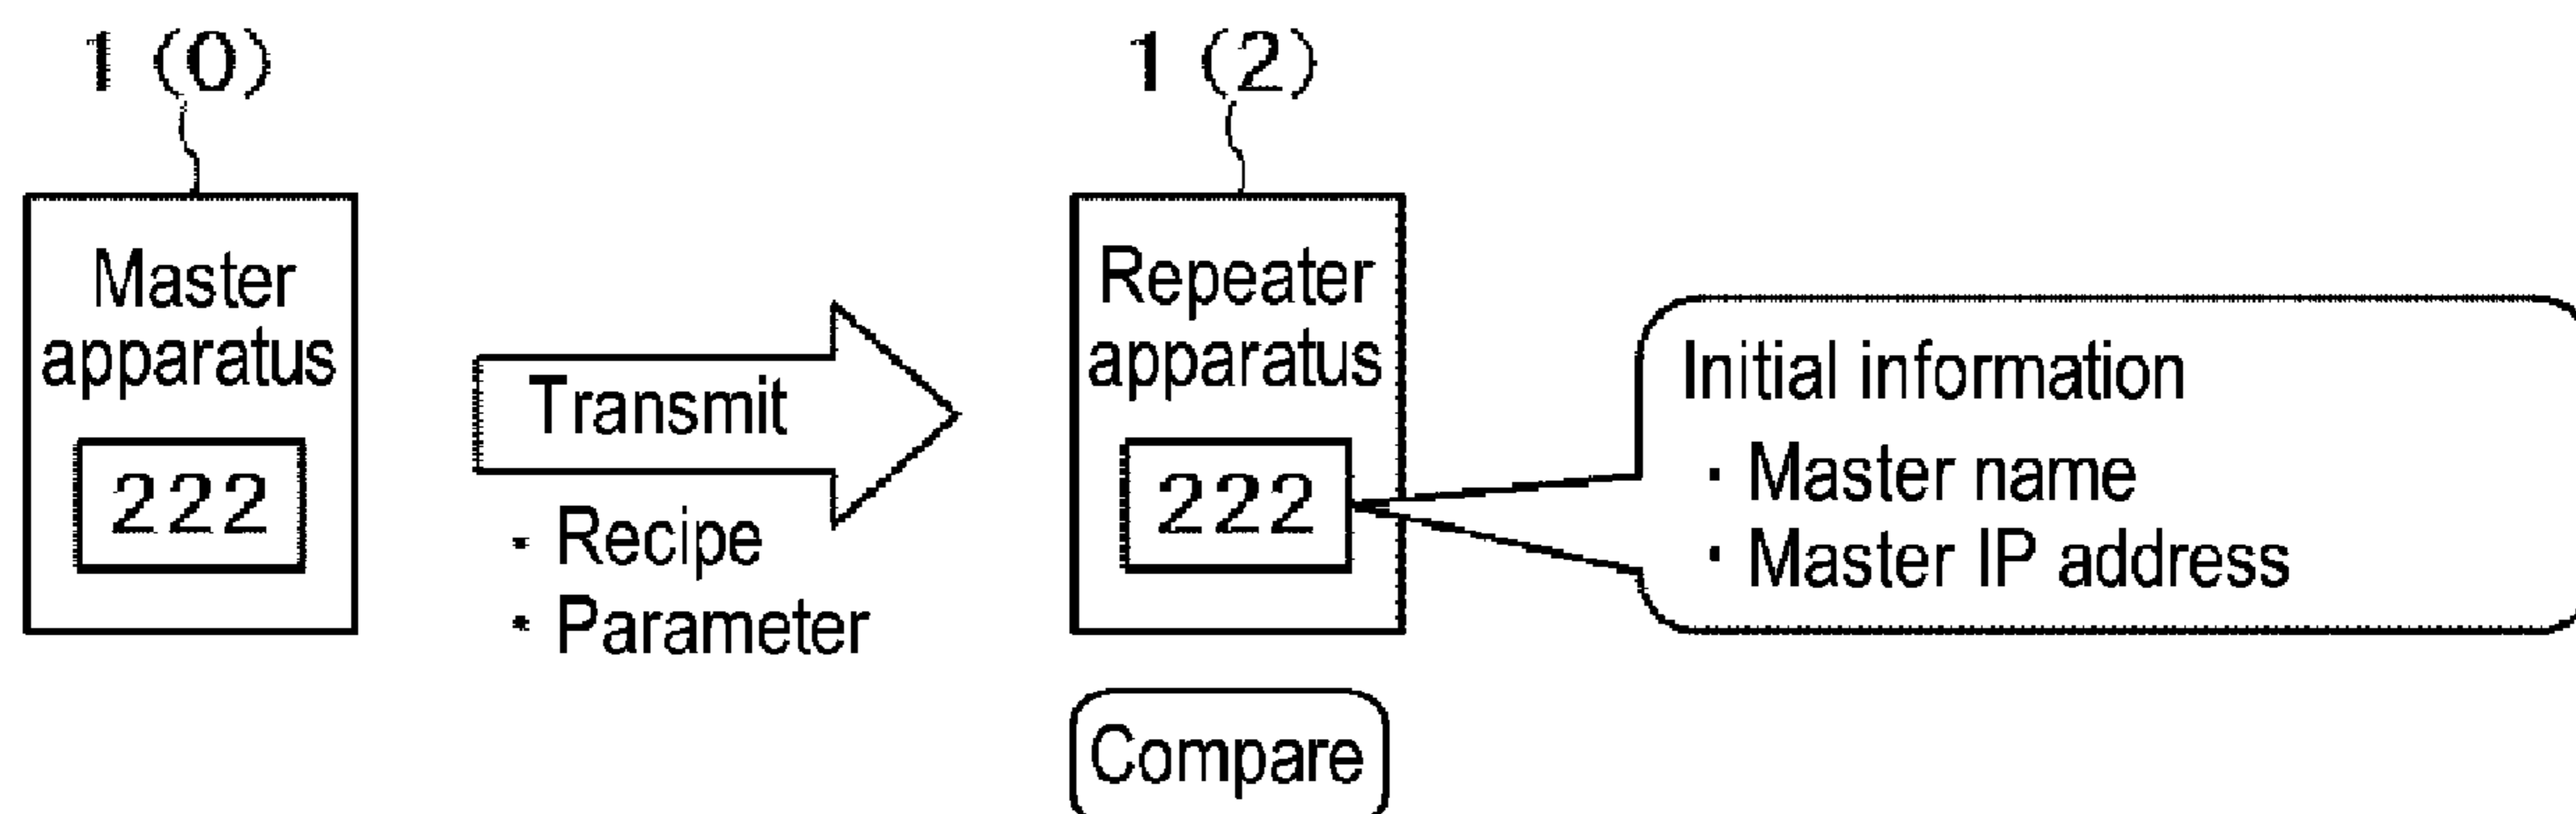 1 (0)
1 (2)
Master
apparatus
222
Transmit
· Recipe
· Parameter
Repeater
apparatus
222
Initial information
· Master name
· Master IP address
Compare